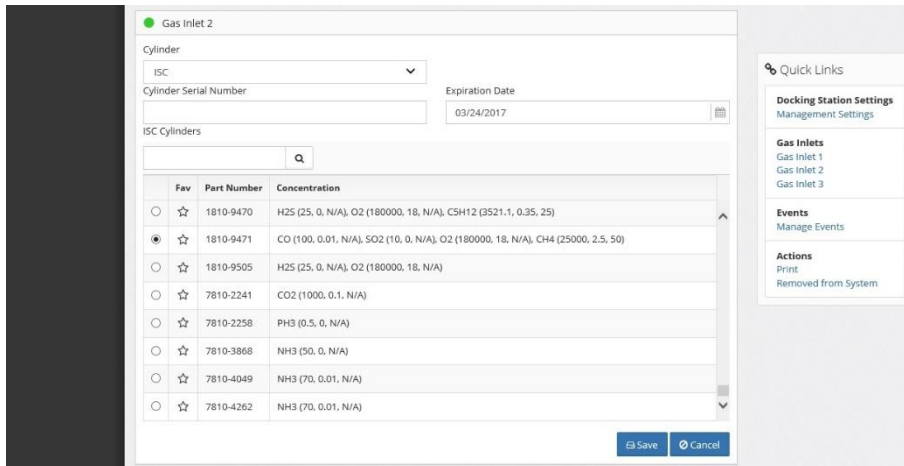 Gas Inlet 2
Cylinder
ISC
Cylinder Serial Number
Expiration Date
03/24/2017
ISC Cylinders
Fav Part Number Concentration
1810-9470 H2S (25, 0, N/A), O2 (180000, 18, N/A), C5H12 (3521.1, 0.35, 25)
1810-9471 CO (100, 0.01, N/A), SO2 (10, 0, N/A), O2 (180000, 18, N/A), CH4 (25000, 2.5, 50)
1810-9505 H2S (25, 0, N/A), O2 (180000, 18, N/A)
7810-2241 CO2 (1000, 0.1, N/A)
7810-2258 PH3 (0.5, 0, N/A)
7810-3868 NH3 (50, 0, N/A)
7810-4049 NH3 (70, 0.01, N/A)
7810-4262 NH3 (70, 0.01, N/A)
Save Cancel
Quick Links
Docking Station Settings
Management Settings
Gas Inlets
Gas Inlet 1
Gas Inlet 2
Gas Inlet 3
Events
Manage Events
Actions
Print
Removed from System